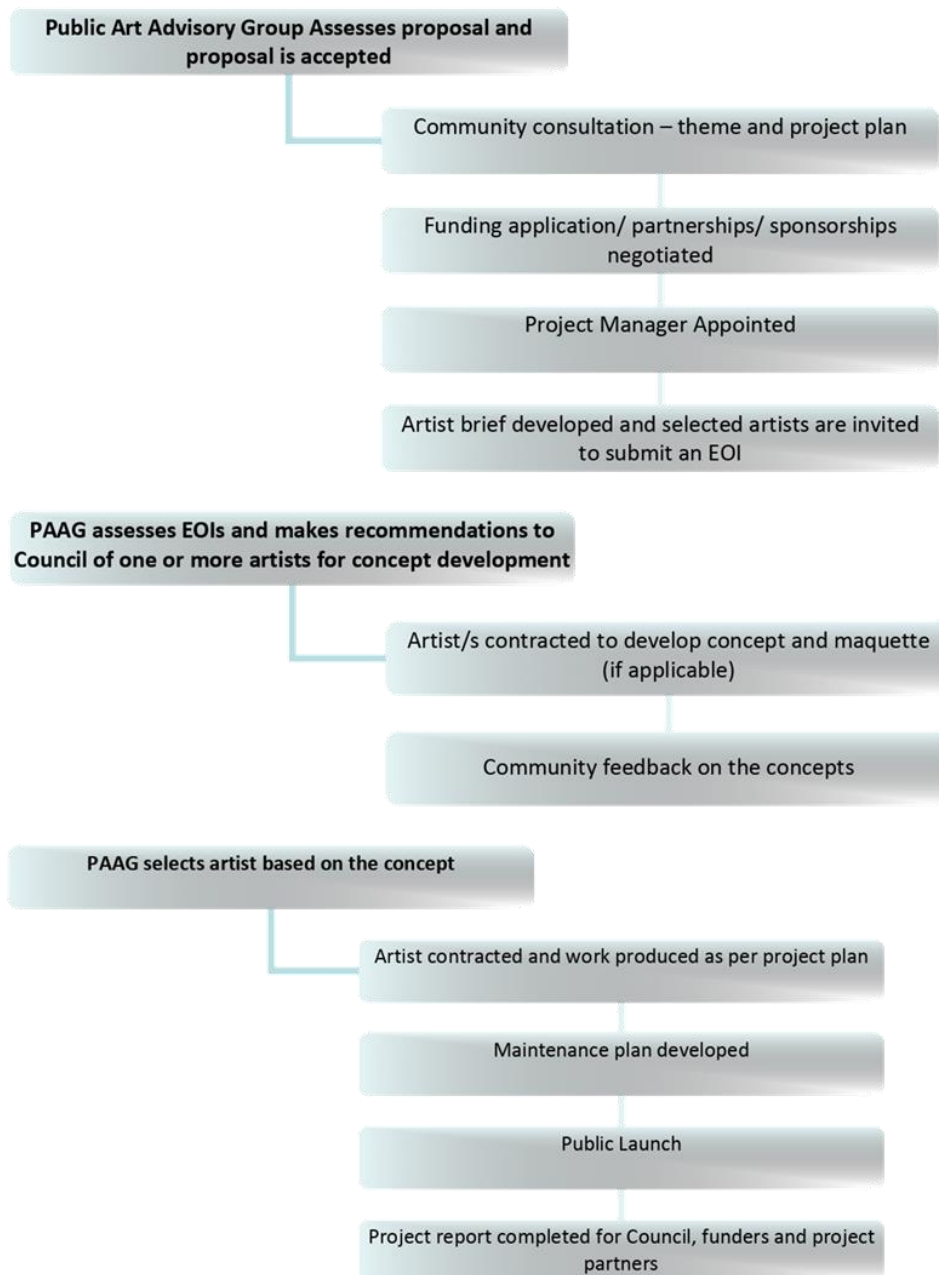 Public Art Advisory Group Assesses proposal and
proposal is accepted
Community consultation – theme and project plan
Funding application/ partnerships/ sponsorships
negotiated
Project Manager Appointed
Artist brief developed and selected artists are invited
to submit an EOI
PAAG assesses EOIs and makes recommendations to
Council of one or more artists for concept development
Artist/s contracted to develop concept and maquette
(if applicable)
Community feedback on the concepts
PAAG selects artist based on the concept
Artist contracted and work produced as per project plan
Maintenance plan developed
Public Launch
Project report completed for Council, funders and project
partners